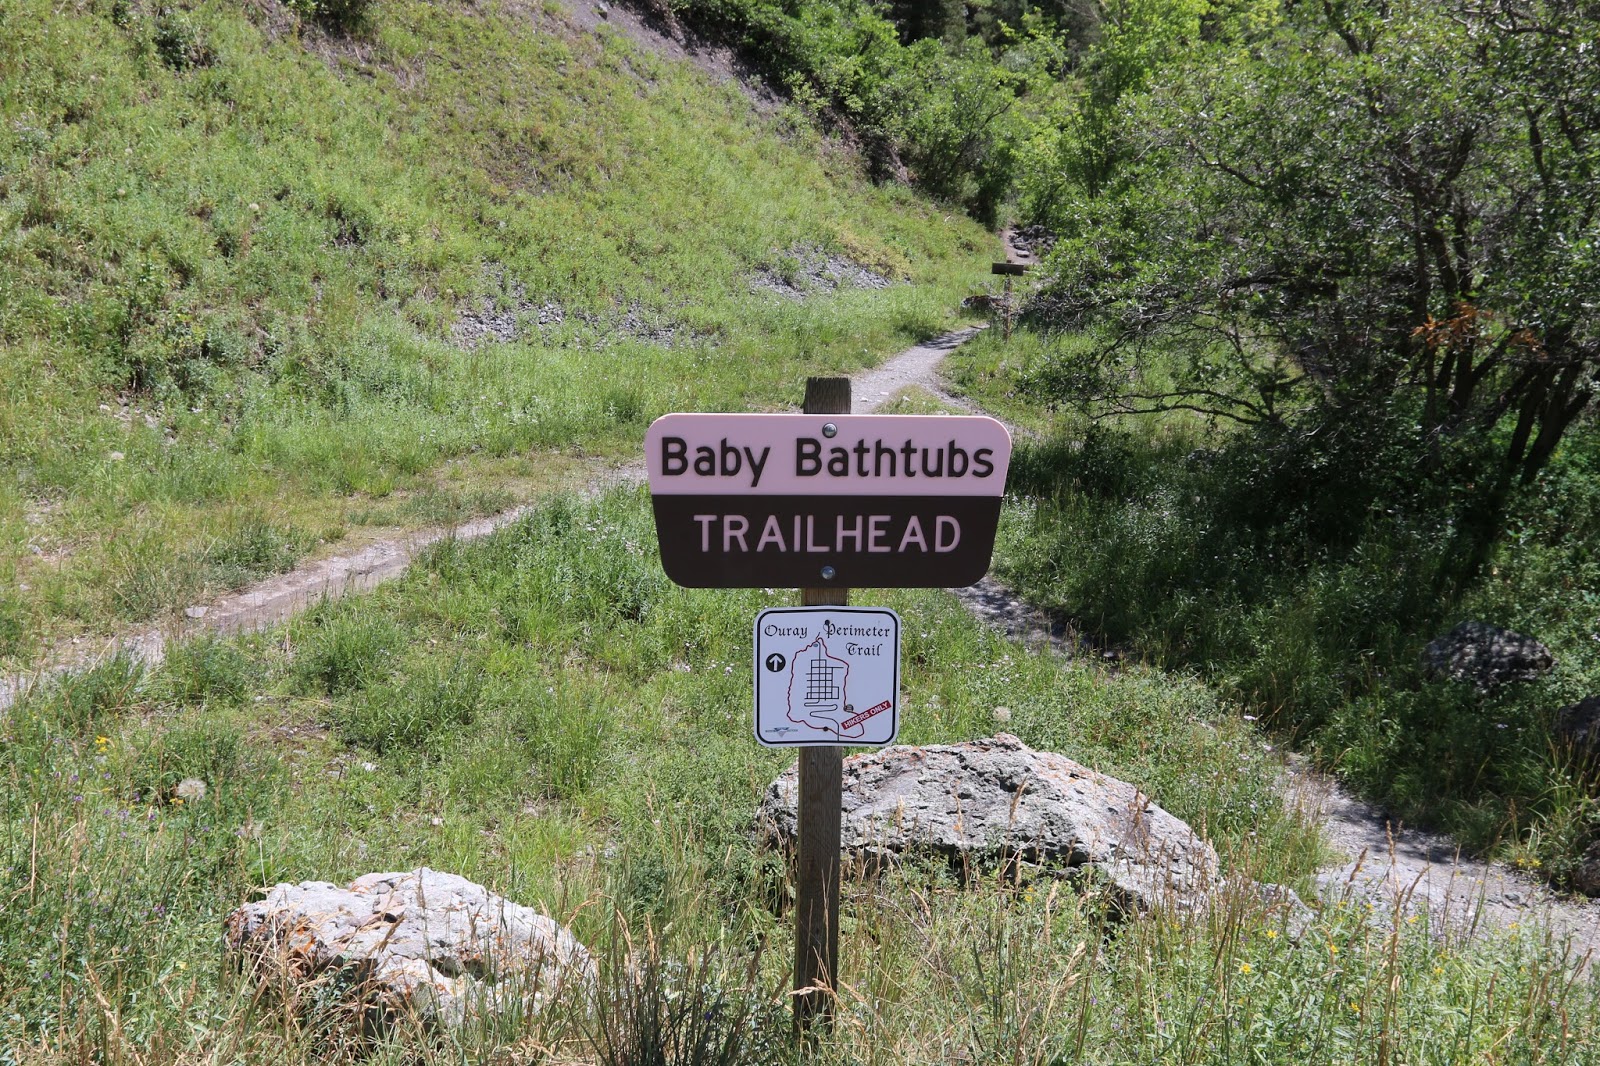 Baby Bathtubs
TRAILHEAD
Ouray Perimeter
Trail
HIKERS ONLY